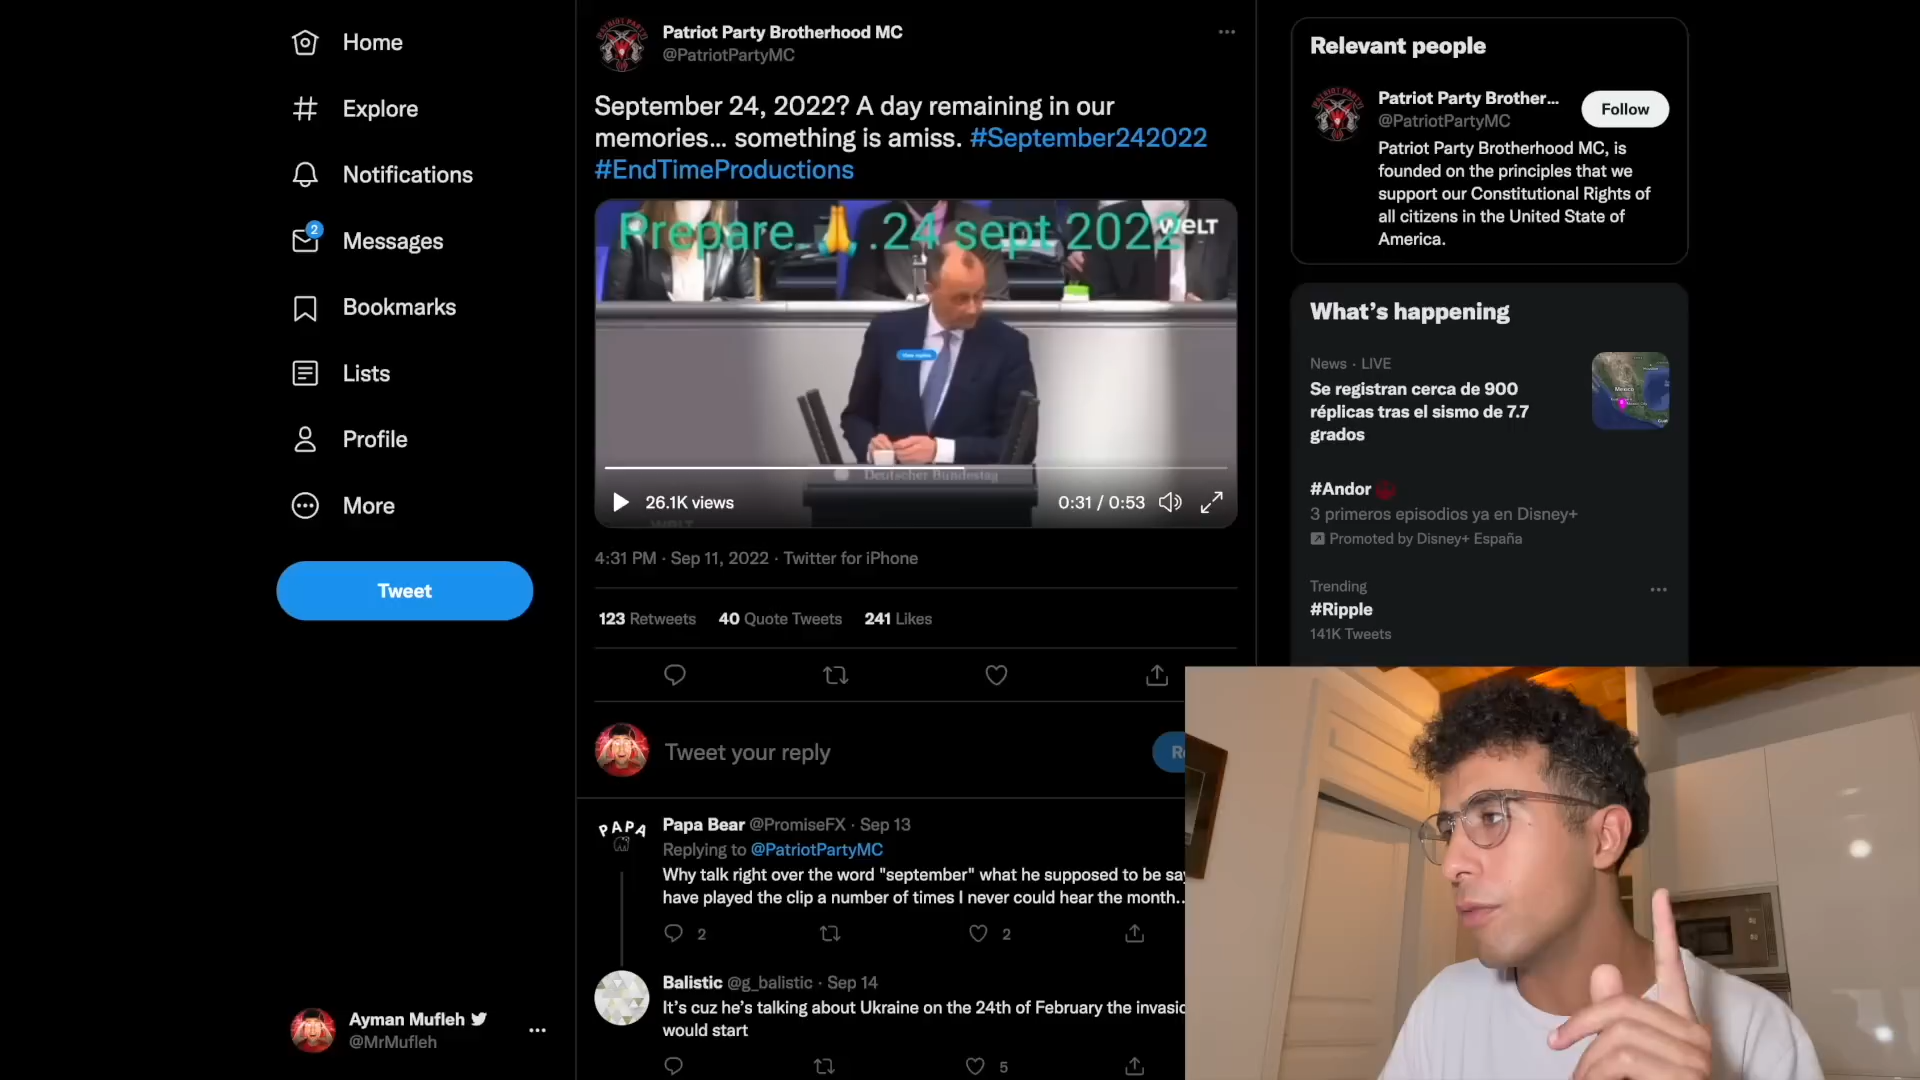 Home
Explore
Notifications
2
Messages
Bookmarks
Lists
Profile
More
Tweet
Ayman Mufleh
@MrMufleh
Patriot Party Brotherhood MC
@PatriotPartyMC
September 24, 2022? A day remaining in our
memories... something is amiss. #September242022
#EndTimeProductions
Prepare. 🙏 .24 sept 2022
WELT
Deutscher Bundestag
26.1K views
0:31 / 0:53
4:31 PM · Sep 11, 2022 · Twitter for iPhone
123 Retweets 40 Quote Tweets 241 Likes
Tweet your reply
PAPA
Papa Bear @PromiseFX · Sep 13
Replying to @PatriotPartyMC
Why talk right over the word "september" what he supposed to be
have played the clip a number of times I never could hear the month..
2
2
Balistic @g_balistic · Sep 14
It's cuz he's talking about Ukraine on the 24th of February the
would start
5
Relevant people
PATRIOT PARTY
Patriot Party Brother...
@PatriotPartyMC
Follow
Patriot Party Brotherhood MC, is
founded on the principles that we
support our Constitutional Rights of
all citizens in the United State of
America.
What's happening
News · LIVE
Se registran cerca de 900
réplicas tras el sismo de 7.7
grados
#Andor
3 primeros episodios ya en Disney+
Promoted by Disney+ España
Trending
#Ripple
141K Tweets